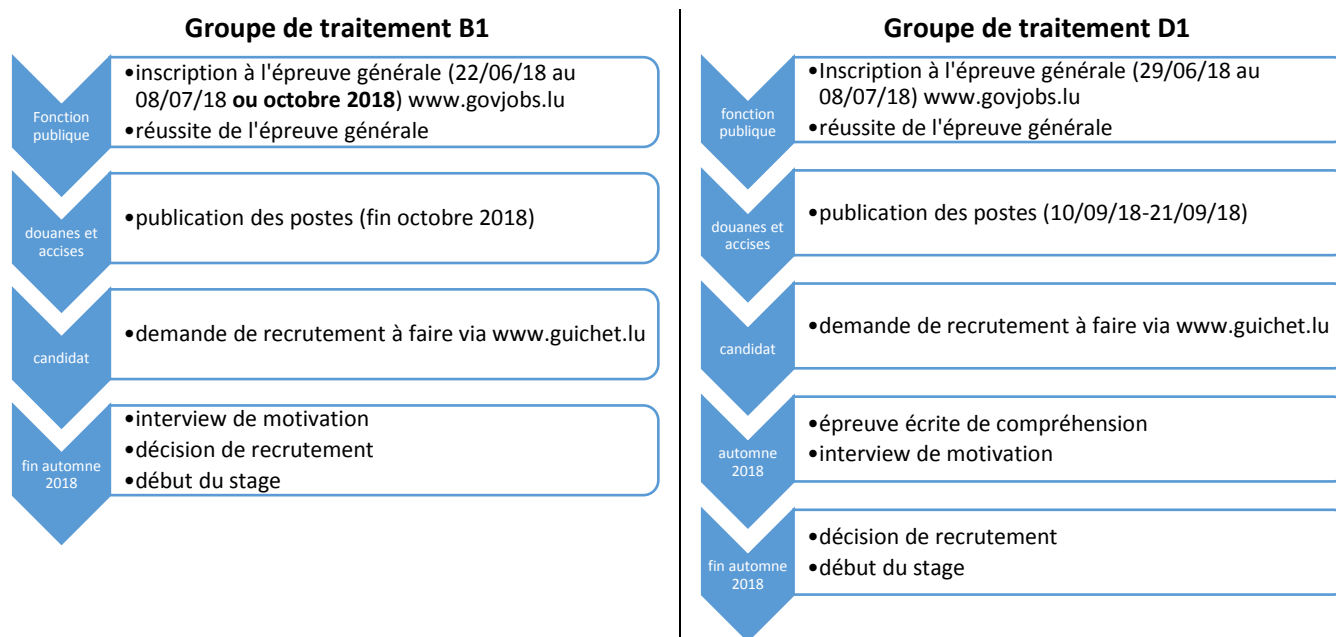 Groupe de traitement B1
Fonction
publique
•inscription à l'épreuve générale (22/06/18 au
08/07/18 ou octobre 2018) www.govjobs.lu
•réussite de l'épreuve générale
douanes et
accises
•publication des postes (fin octobre 2018)
candidat
•demande de recrutement à faire via www.guichet.lu
fin automne
2018
•interview de motivation
•décision de recrutement
•début du stage
Groupe de traitement D1
fonction
publique
•Inscription à l'épreuve générale (29/06/18 au
08/07/18) www.govjobs.lu
•réussite de l'épreuve générale
douanes et
accises
•publication des postes (10/09/18-21/09/18)
candidat
•demande de recrutement à faire via www.guichet.lu
automne
2018
•épreuve écrite de compréhension
•interview de motivation
fin automne
2018
•décision de recrutement
•début du stage